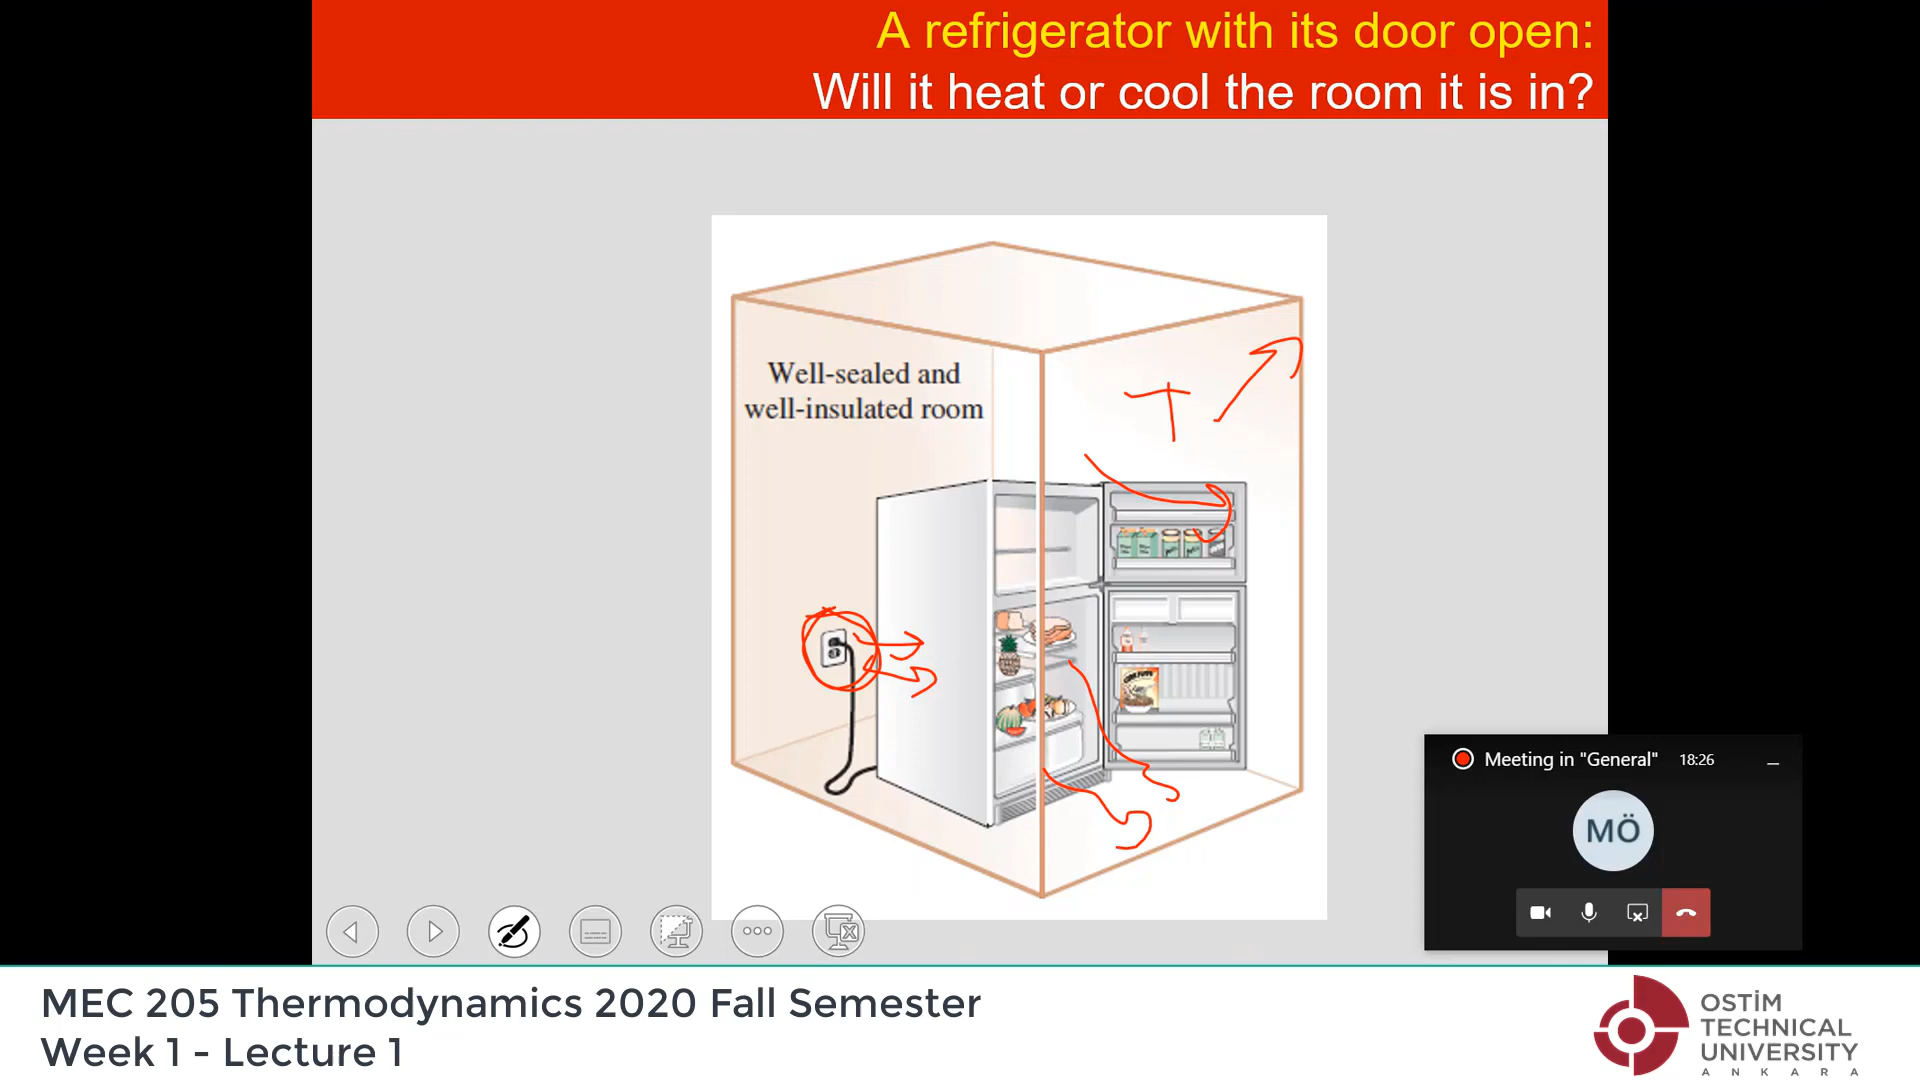 A refrigerator with its door open:
Will it heat or cool the room it is in?
Well-sealed and
well-insulated room
T
Meeting in "General" 18:26
MÖ
MEC 205 Thermodynamics 2020 Fall Semester
Week 1 - Lecture 1
OSTİM
TECHNICAL
UNIVERSITY
ANKARA